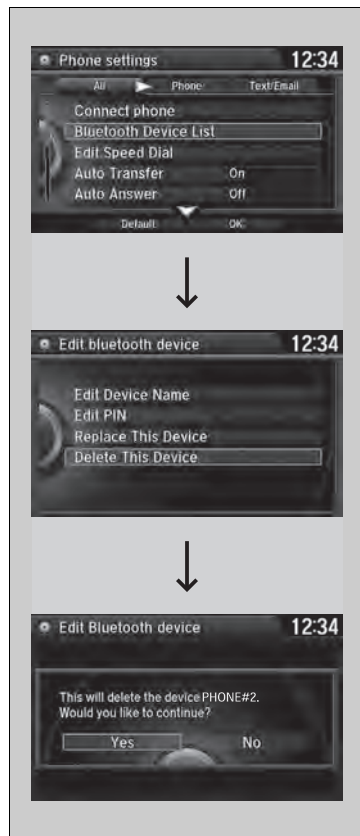 Phone settings 12:34
All Phone Text/Email
Connect phone
Bluetooth Device List
Edit Speed Dial
Auto Transfer On
Auto Answer Off
Default OK
Edit bluetooth device 12:34
Edit Device Name
Edit PIN
Replace This Device
Delete This Device
Edit Bluetooth device 12:34
This will delete the device PHONE#2.
Would you like to continue?
Yes No